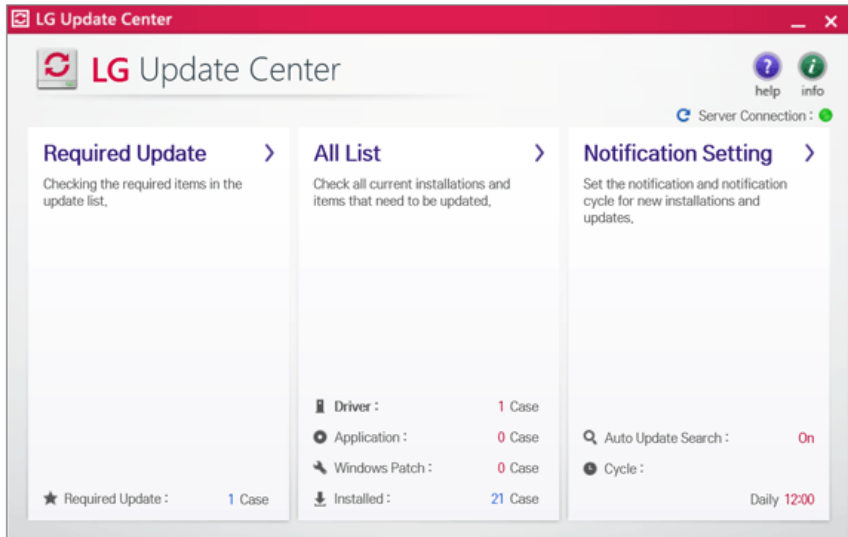 LG Update Center
LG Update Center
help
info
Server Connection :
Required Update
Checking the required items in the
update list,
Required Update : 1 Case
All List
Check all current installations and
items that need to be updated,
Driver : 1 Case
Application : 0 Case
Windows Patch : 0 Case
Installed : 21 Case
Notification Setting
Set the notification and notification
cycle for new installations and
updates,
Auto Update Search : On
Cycle :
Daily 12:00